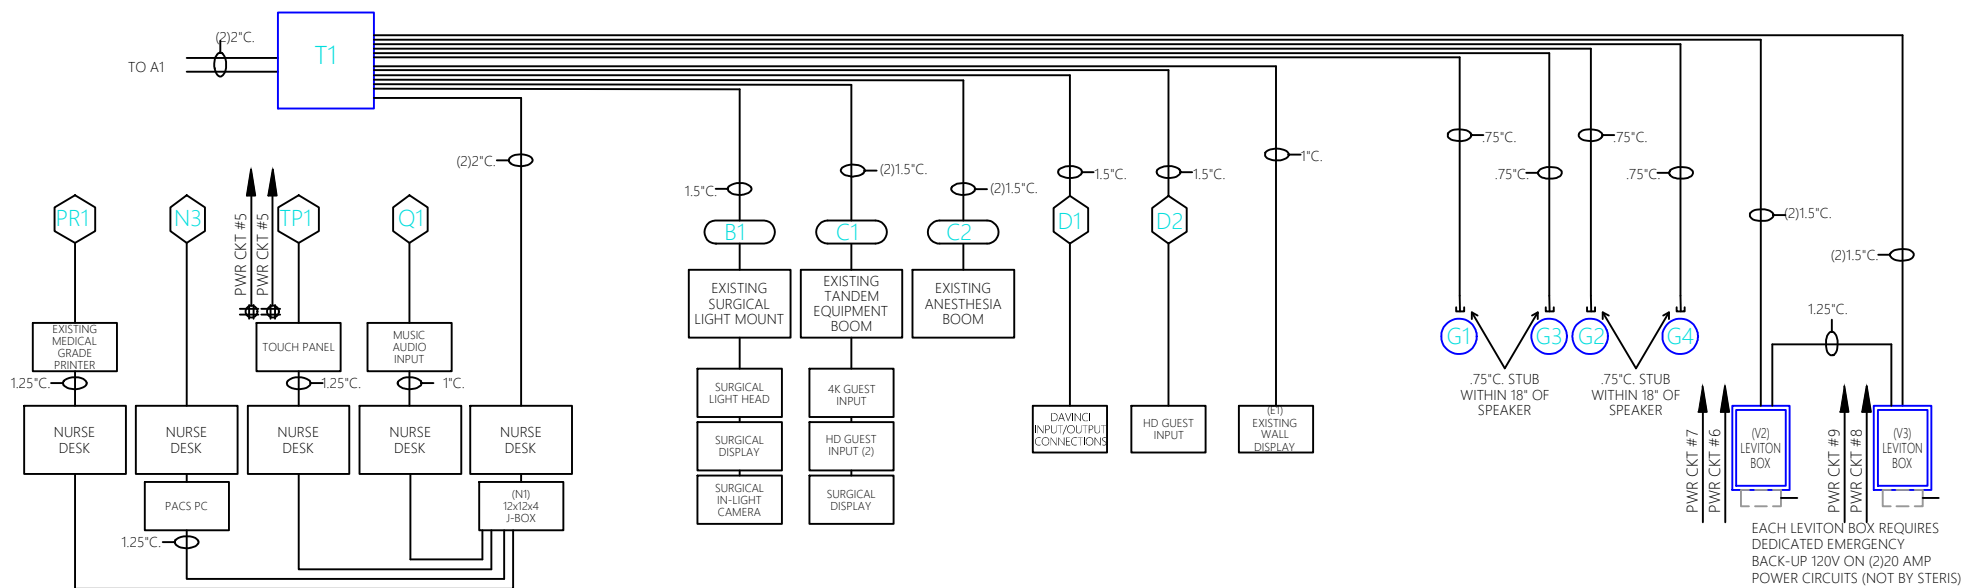 (2)2"C.
TO A1
T1
(2)2"C.
PR1
N3
PWR CKT #5
PWR CKT #5
TP1
Q1
EXISTING
MEDICAL
GRADE
PRINTER
TOUCH PANEL
MUSIC
AUDIO
INPUT
1.25"C.
1.25"C.
1"C.
NURSE
DESK
NURSE
DESK
NURSE
DESK
NURSE
DESK
NURSE
DESK
PACS PC
(N1)
12x12x4
J-BOX
1.25"C.
1.5"C.
(2)1.5"C.
(2)1.5"C.
1.5"C.
1.5"C.
1"C.
B1
C1
C2
D1
D2
EXISTING
SURGICAL
LIGHT MOUNT
EXISTING
TANDEM
EQUIPMENT
BOOM
EXISTING
ANESTHESIA
BOOM
SURGICAL
LIGHT HEAD
SURGICAL
DISPLAY
SURGICAL
IN-LIGHT
CAMERA
4K GUEST
INPUT
HD GUEST
INPUT (2)
SURGICAL
DISPLAY
DAVINCI
INPUT/OUTPUT
CONNECTIONS
HD GUEST
INPUT
(E1)
EXISTING
WALL
DISPLAY
.75"C.
.75"C.
.75"C.
.75"C.
G1
G3
G2
G4
.75"C. STUB
WITHIN 18" OF
SPEAKER
.75"C. STUB
WITHIN 18" OF
SPEAKER
(2)1.5"C.
(2)1.5"C.
1.25"C.
PWR CKT #7
PWR CKT #6
(V2)
LEVITON
BOX
PWR CKT #9
PWR CKT #8
(V3)
LEVITON
BOX
EACH LEVITON BOX REQUIRES
DEDICATED EMERGENCY
BACK-UP 120V ON (2)20 AMP
POWER CIRCUITS (NOT BY STERIS)